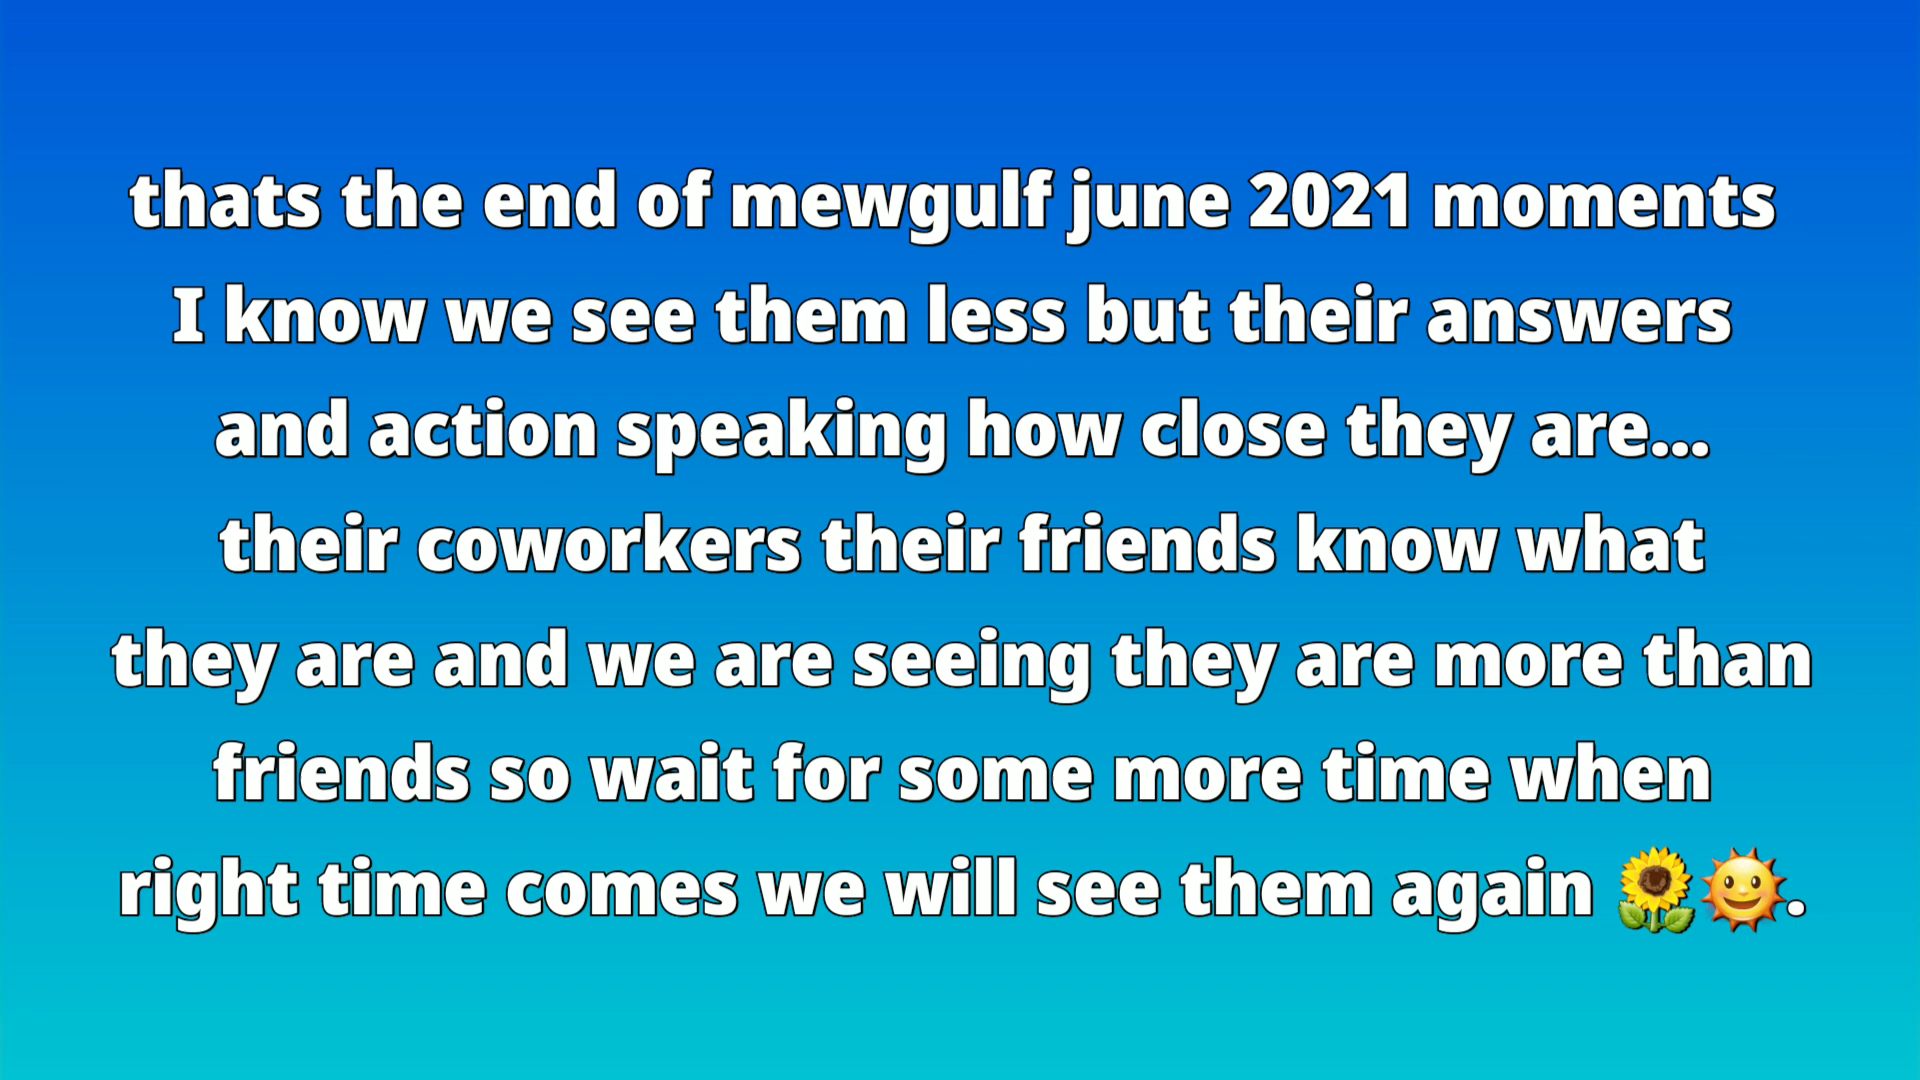 thats the end of mewgulf june 2021 moments
I know we see them less but their answers
and action speaking how close they are...
their coworkers their friends know what
they are and we are seeing they are more than
friends so wait for some more time when
right time comes we will see them again 🌻🌞.